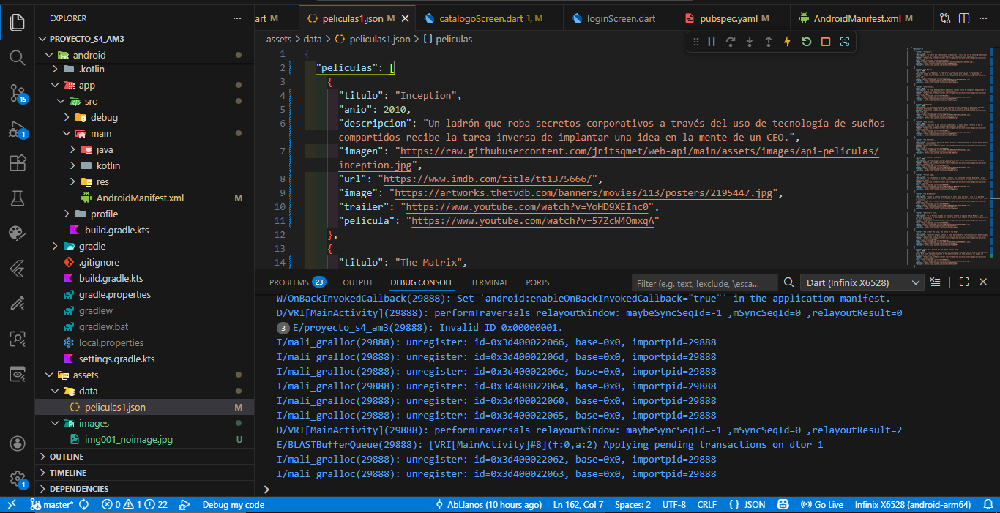 EXPLORER
PROYECTO_S4_AM3
android
.kotlin
app
src
debug
main
java
kotlin
res
AndroidManifest.xml M
profile
build.gradle.kts
gradle
.gitignore
build.gradle.kts
gradle.properties
gradlew
gradlew.bat
local.properties
settings.gradle.kts
assets
data
peliculas1.json M
images
img001_noimage.jpg U
OUTLINE
TIMELINE
DEPENDENCIES
15
1
1
art M
peliculas1.json M
catalogoScreen.dart 1, M
loginScreen.dart
pubspec.yaml M
AndroidManifest.xml M
assets > data > {} peliculas1.json > [ ] peliculas
1 {
2 "peliculas": [
3 {
4 "titulo": "Inception",
5 "anio": 2010,
6 "descripcion": "Un ladrón que roba secretos corporativos a través del uso de tecnología de sueños
compartidos recibe la tarea inversa de implantar una idea en la mente de un CEO.",
7 "imagen": "https://raw.githubusercontent.com/jritsqmet/web-api/main/assets/images/api-peliculas/
inception.jpg",
8 "url": "https://www.imdb.com/title/tt1375666/",
9 "image": "https://artworks.thetvdb.com/banners/movies/113/posters/2195447.jpg",
10 "trailer": "https://www.youtube.com/watch?v=YoHD9XEInc0",
11 "pelicula": "https://www.youtube.com/watch?v=57ZcW4OmxqA"
12 },
13 {
14 "titulo": "The Matrix",
PROBLEMS 23 OUTPUT DEBUG CONSOLE TERMINAL PORTS
Filter (e.g. text, !exclude, \esca...
Dart (Infinix X6528)
W/OnBackInvokedCallback(29888): Set 'android:enableOnBackInvokedCallback="true"' in the application manifest.
D/VRI[MainActivity](29888): performTraversals relayoutWindow: maybeSyncSeqId=-1 ,mSyncSeqId=0 ,relayoutResult=0
3 E/proyecto_s4_am3(29888): Invalid ID 0x00000001.
I/mali_gralloc(29888): unregister: id=0x3d400022066, base=0x0, importpid=29888
I/mali_gralloc(29888): unregister: id=0x3d40002206d, base=0x0, importpid=29888
I/mali_gralloc(29888): unregister: id=0x3d40002206e, base=0x0, importpid=29888
I/mali_gralloc(29888): unregister: id=0x3d400022064, base=0x0, importpid=29888
I/mali_gralloc(29888): unregister: id=0x3d400022060, base=0x0, importpid=29888
I/mali_gralloc(29888): unregister: id=0x3d400022065, base=0x0, importpid=29888
D/VRI[MainActivity](29888): performTraversals relayoutWindow: maybeSyncSeqId=-1 ,mSyncSeqId=0 ,relayoutResult=2
E/BLASTBufferQueue(29888): [VRI[MainActivity]#8](f:0,a:2) Applying pending transactions on dtor 1
I/mali_gralloc(29888): unregister: id=0x3d400022062, base=0x0, importpid=29888
I/mali_gralloc(29888): unregister: id=0x3d400022063, base=0x0, importpid=29888
master* 0 1 22 Debug my code AbLlanos (10 hours ago) Ln 162, Col 7 Spaces: 2 UTF-8 CRLF {} JSON Go Live Infinix X6528 (android-arm64)